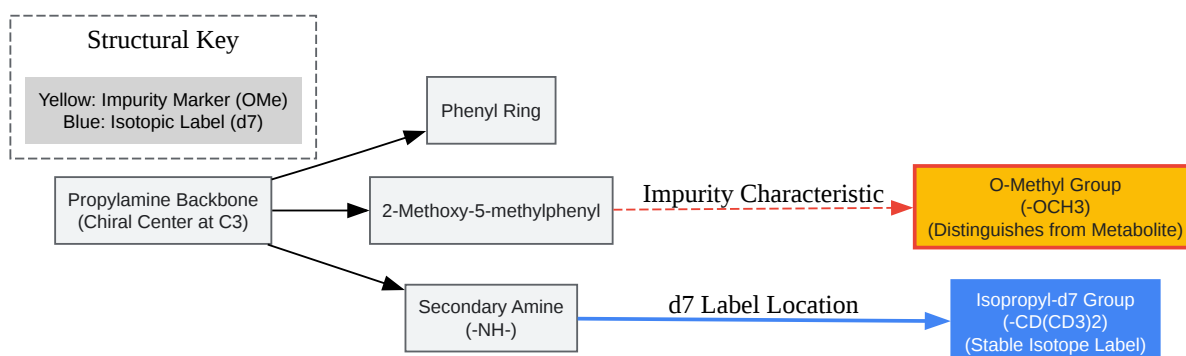 Structural Key
Yellow: Impurity Marker (OMe)
Blue: Isotopic Label (d7)
Phenyl Ring
Propylamine Backbone
(Chiral Center at C3)
2-Methoxy-5-methylphenyl
Impurity Characteristic
O-Methyl Group
(-OCH3)
(Distinguishes from Metabolite)
Secondary Amine
(-NH-)
d7 Label Location
Isopropyl-d7 Group
(-CD(CD3)2)
(Stable Isotope Label)